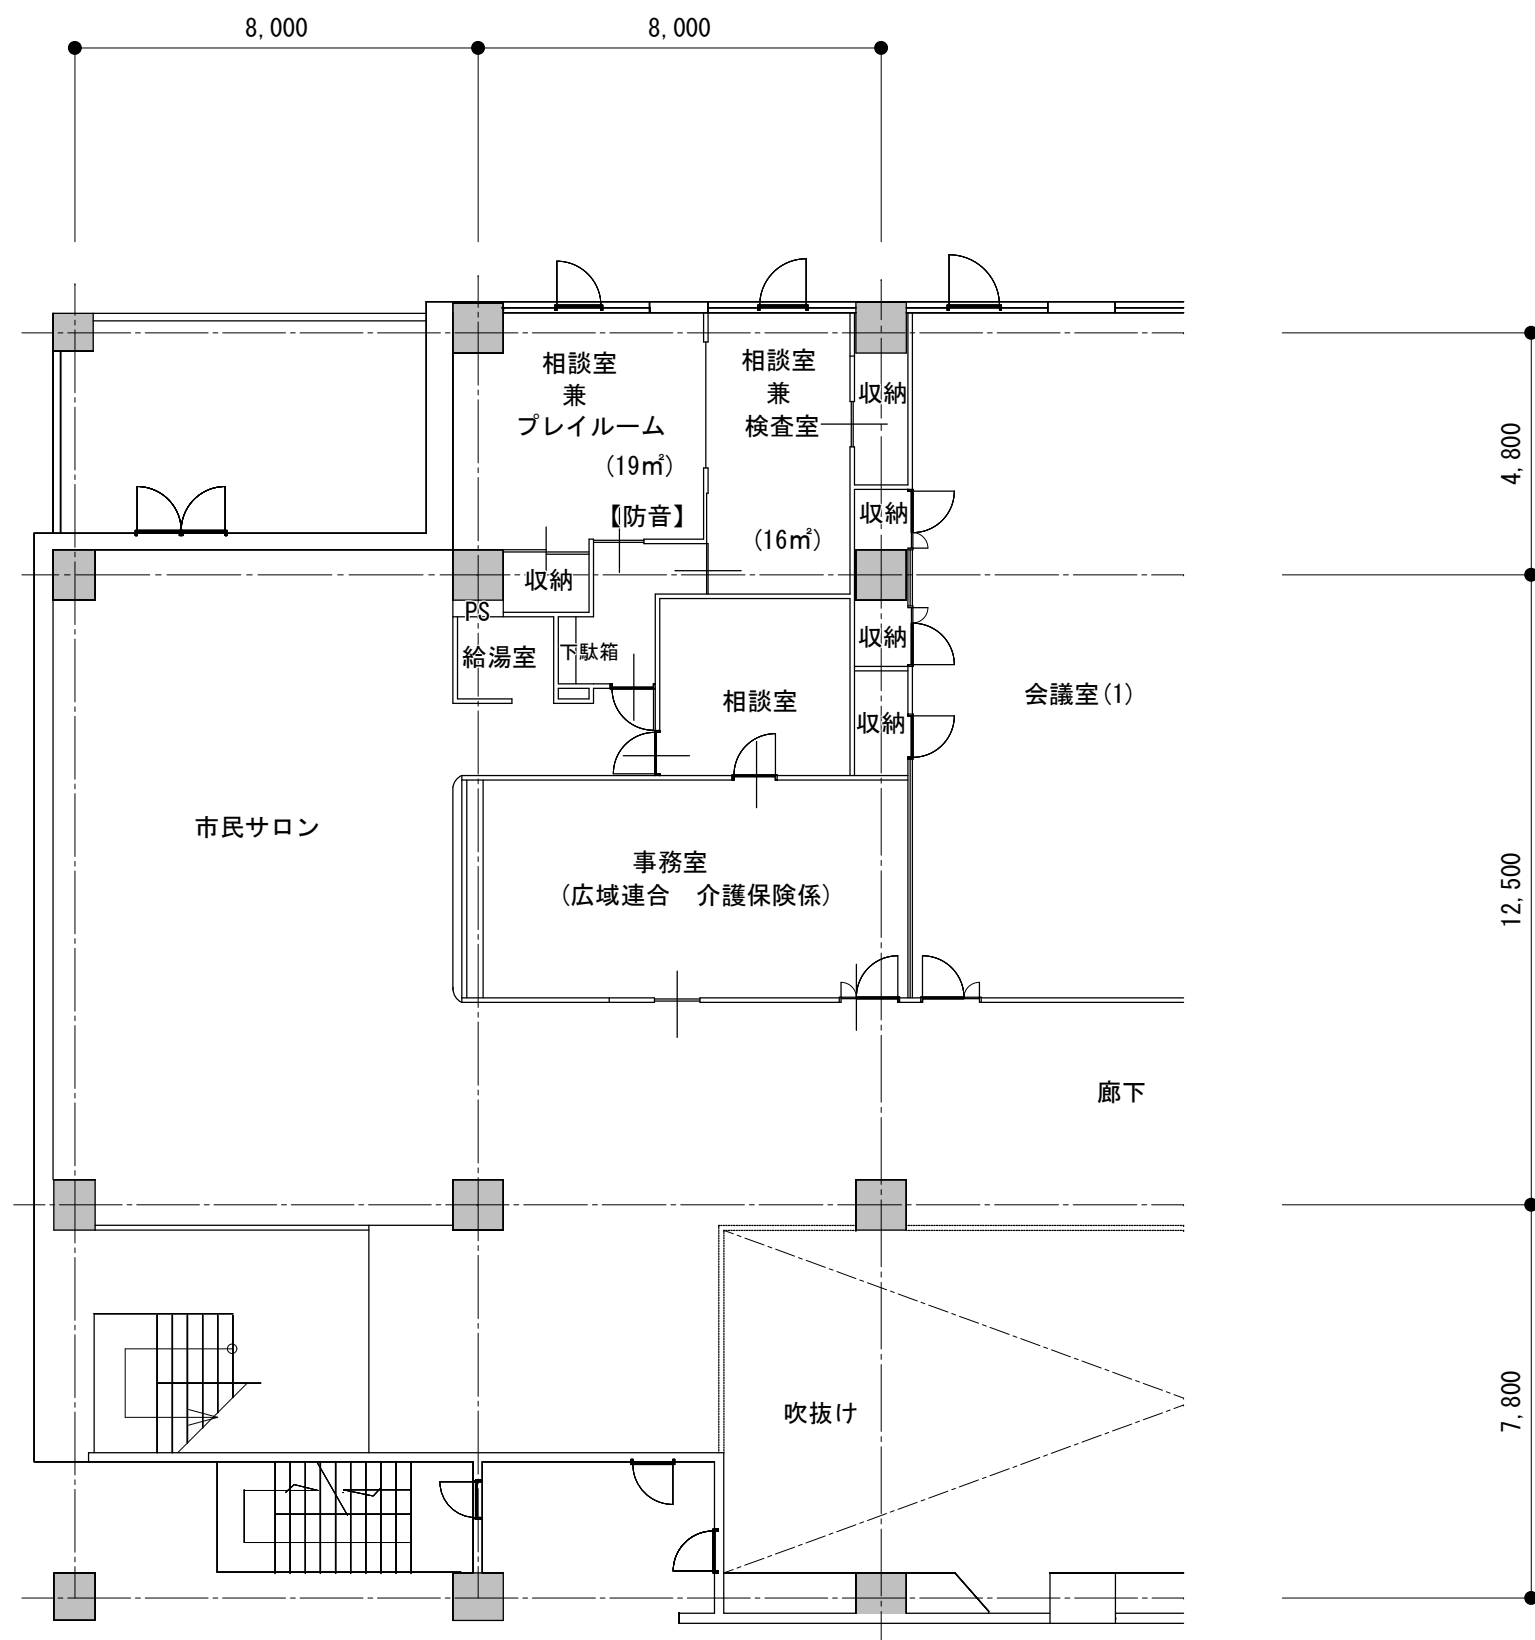 8,000
8,000
相談室
兼
プレイルーム
(19㎡)
【防音】
相談室
兼
検査室
(16㎡)
収納
収納
収納
PS
給湯室
下駄箱
収納
相談室
収納
会議室(1)
4,800
市民サロン
事務室
(広域連合　介護保険係)
12,500
廊下
吹抜け
7,800